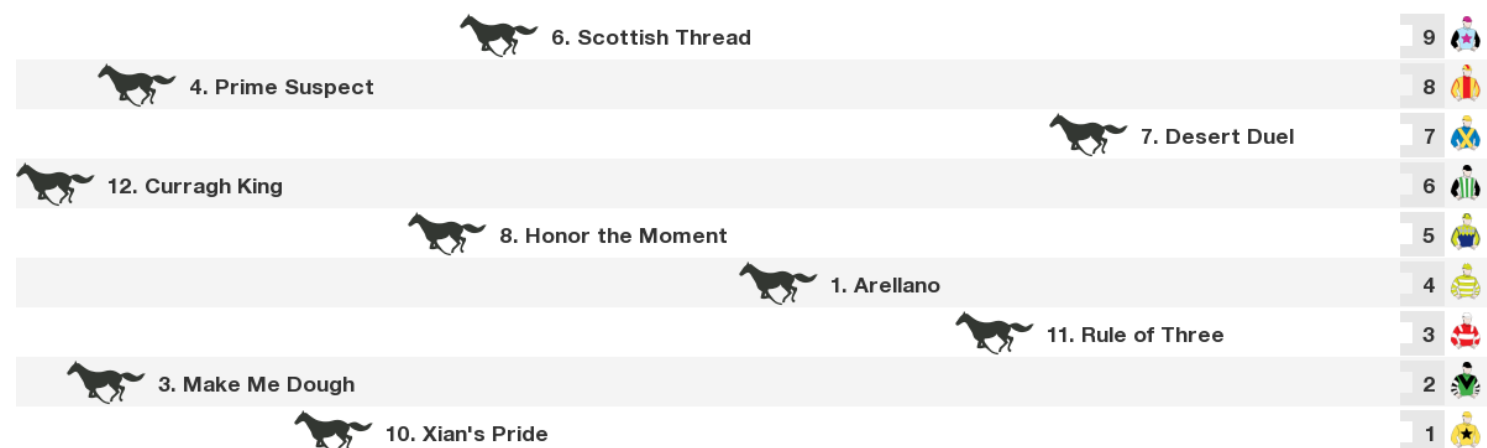 6. Scottish Thread 9
4. Prime Suspect 8
7. Desert Duel 7
12. Curragh King 6
8. Honor the Moment 5
1. Arellano 4
11. Rule of Three 3
3. Make Me Dough 2
10. Xian's Pride 1